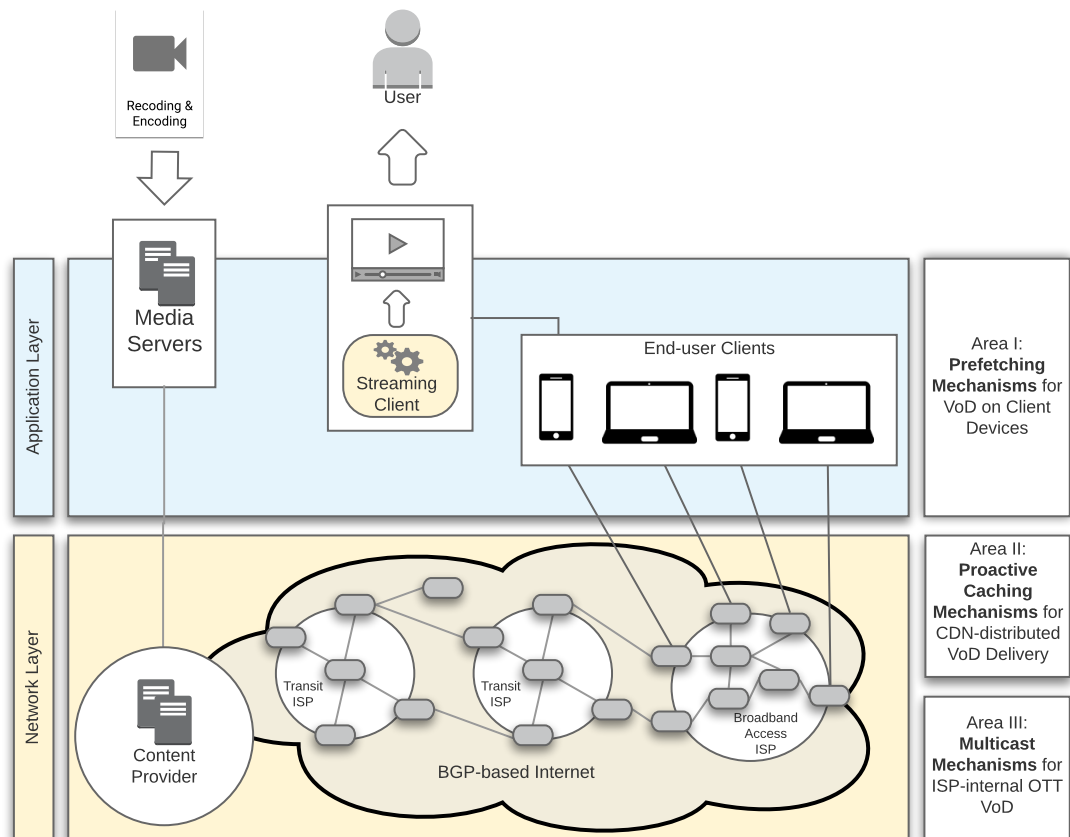 Recoding &
Encoding
User
Media
Servers
Streaming
Client
End-user Clients
Application Layer
Area I:
Prefetching
Mechanisms for
VoD on Client
Devices
Network Layer
Content
Provider
Transit
ISP
Transit
ISP
Broadband
Access
ISP
BGP-based Internet
Area II:
Proactive
Caching
Mechanisms for
CDN-distributed
VoD Delivery
Area III:
Multicast
Mechanisms for
ISP-internal OTT
VoD